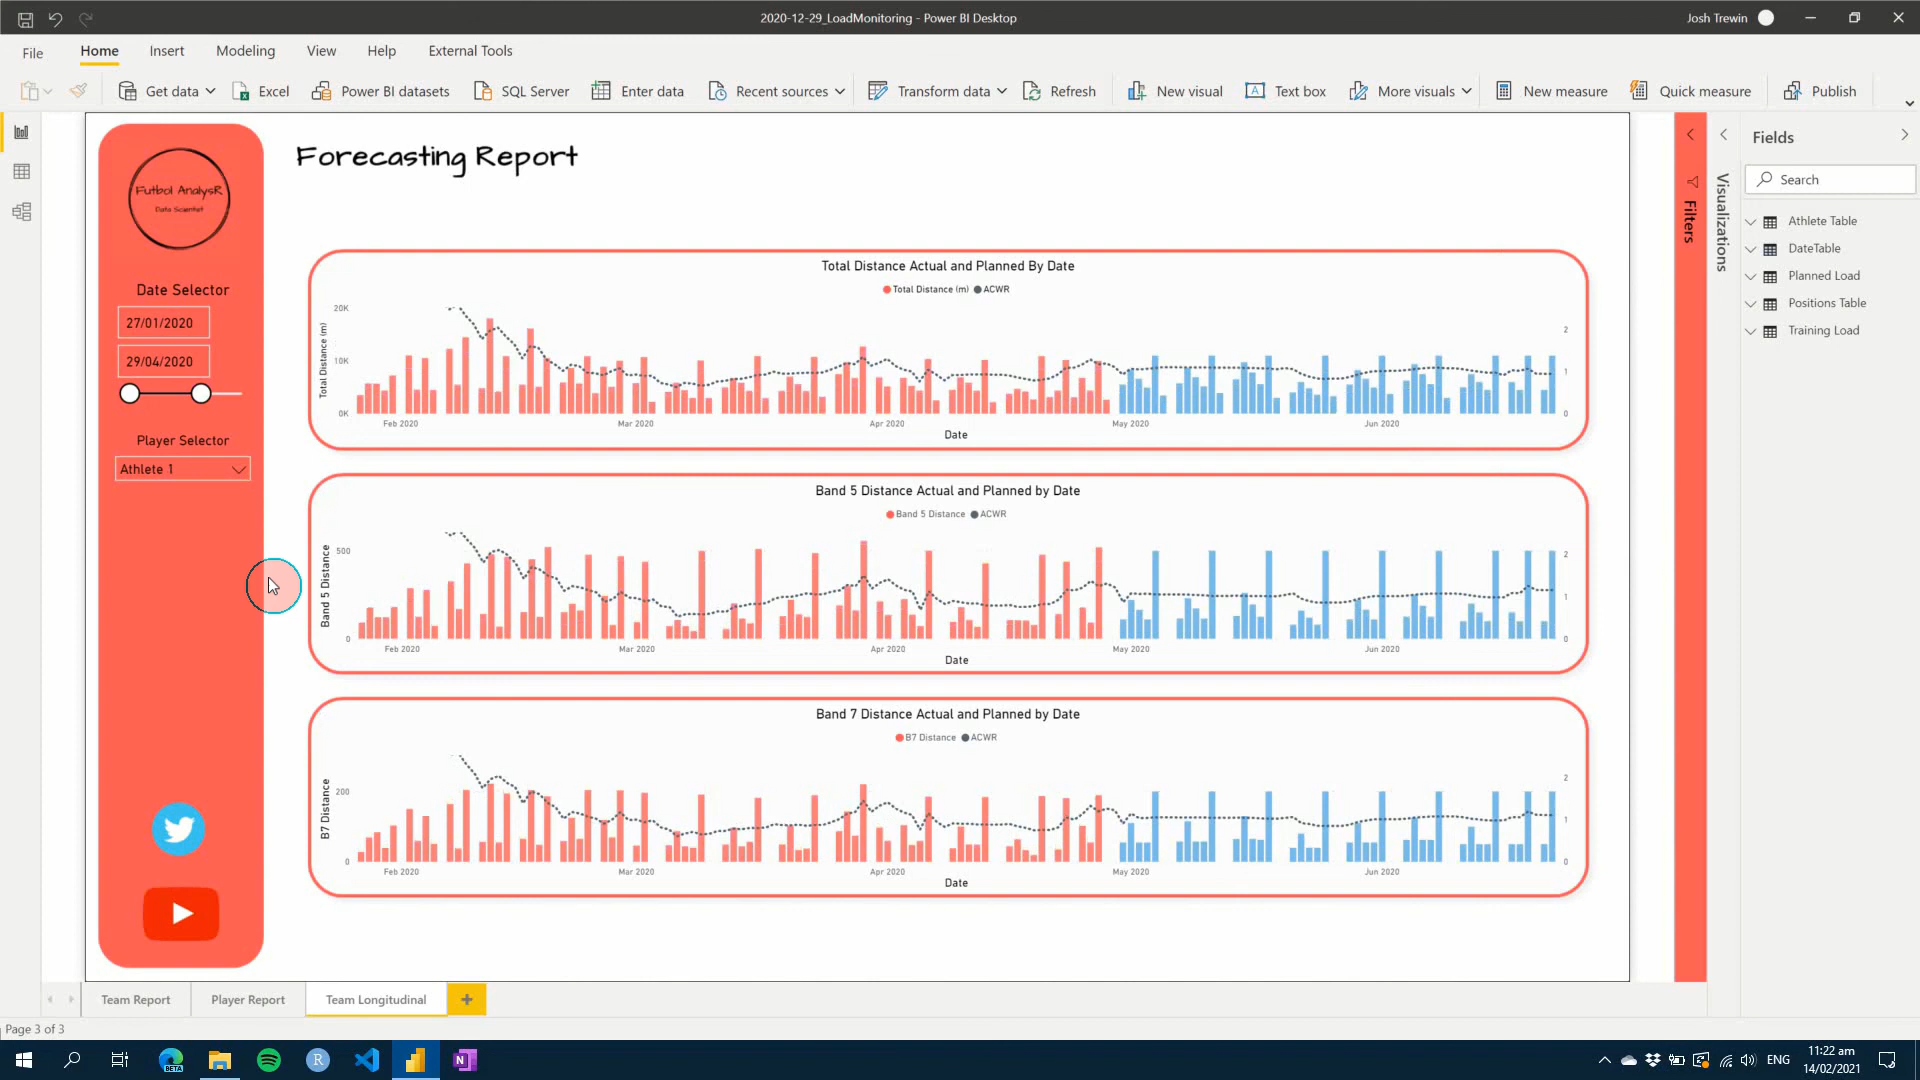 2020-12-29_LoadMonitoring - Power BI Desktop
Josh Trewin
File Home Insert Modeling View Help External Tools
Get data Excel Power BI datasets SQL Server Enter data Recent sources Transform data Refresh New visual Text box More visuals New measure Quick measure Publish
Futbol AnalysR
Data Scientist
Date Selector
27/01/2020
29/04/2020
Player Selector
Athlete 1
Forecasting Report
Total Distance Actual and Planned By Date
Total Distance (m) ACWR
Total Distance (m)
20K
10K
0K
2
1
0
Feb 2020 Mar 2020 Apr 2020 May 2020 Jun 2020
Date
Band 5 Distance Actual and Planned by Date
Band 5 Distance ACWR
Band 5 Distance
500
0
2
1
0
Feb 2020 Mar 2020 Apr 2020 May 2020 Jun 2020
Date
Band 7 Distance Actual and Planned by Date
B7 Distance ACWR
B7 Distance
200
0
2
1
0
Feb 2020 Mar 2020 Apr 2020 May 2020 Jun 2020
Date
Filters
Visualizations
Fields
Search
Athlete Table
DateTable
Planned Load
Positions Table
Training Load
Team Report Player Report Team Longitudinal
Page 3 of 3
BETA
R
N
ENG
11:22 am
14/02/2021